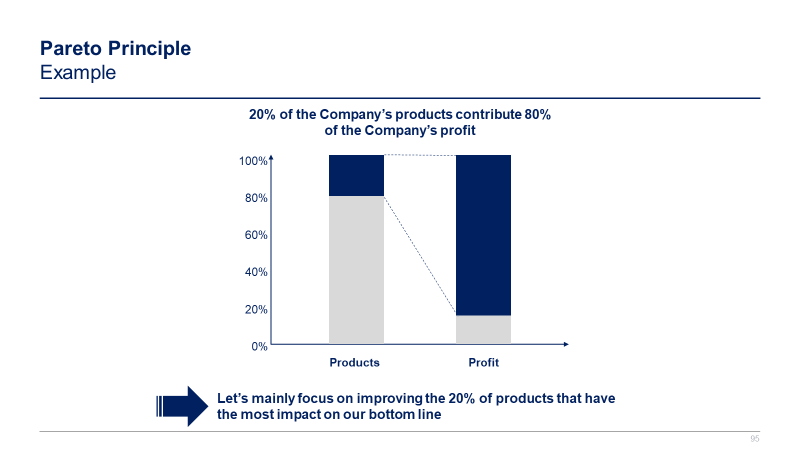 Pareto Principle
Example
20% of the Company’s products contribute 80%
of the Company’s profit
100%
80%
60%
40%
20%
0%
Products
Profit
Let’s mainly focus on improving the 20% of products that have
the most impact on our bottom line
95